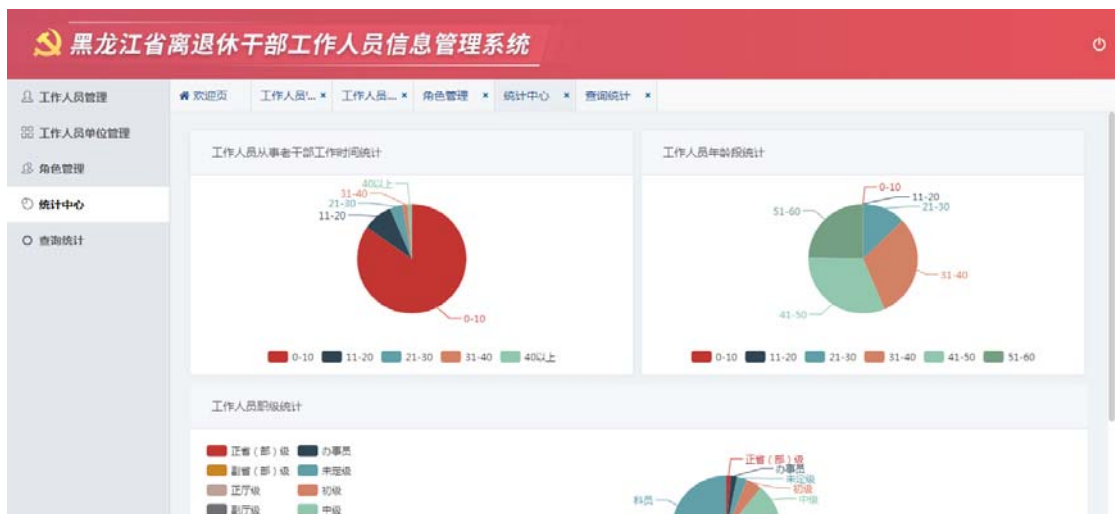 黑龙江省离退休干部工作人员信息管理系统
工作人员管理
工作人员单位管理
角色管理
统计中心
查询统计
欢迎页 工作人员'... × 工作人员... × 角色管理 × 统计中心 × 查询统计 ×
工作人员从事老干部工作时间统计
40以上
31-40
21-30
11-20
0-10
0-10 11-20 21-30 31-40 40以上
工作人员年龄段统计
0-10
11-20
21-30
51-60
31-40
41-50
0-10 11-20 21-30 31-40 41-50 51-60
工作人员职级统计
正省（部）级 办事员
副省（部）级 未定级
正厅级 初级
副厅级 中级
正省（部）级
办事员
未定级
初级
中级
科员